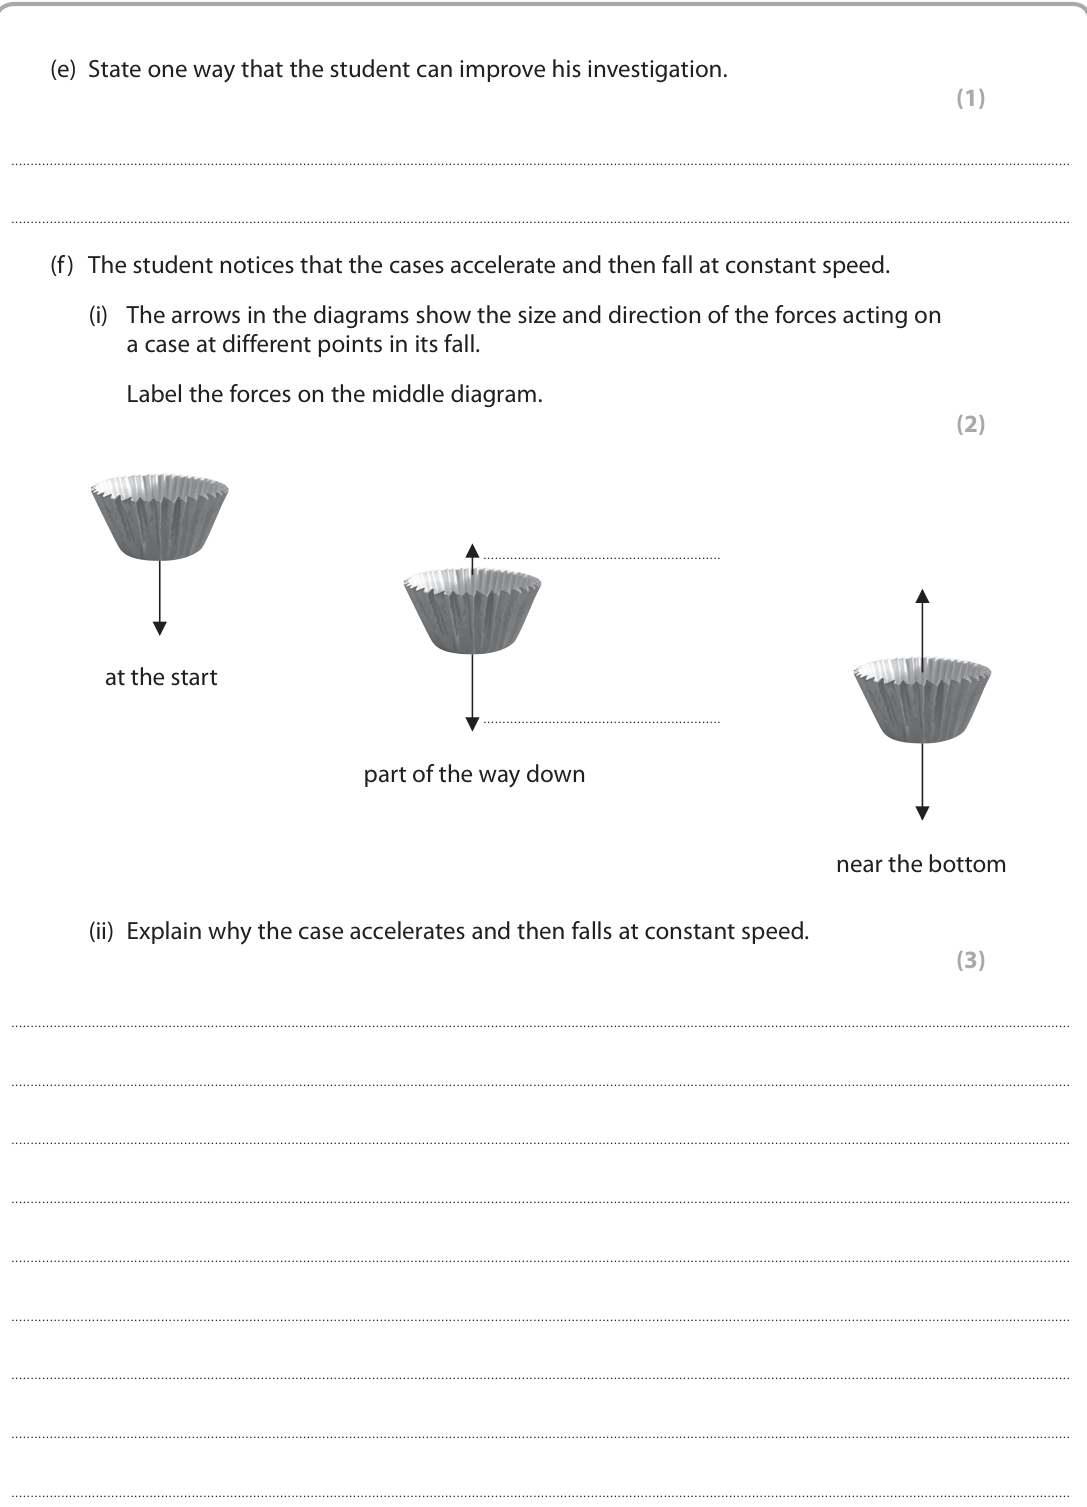 (e) State one way that the student can improve his investigation.
(1)
(f) The student notices that the cases accelerate and then fall at constant speed.
(i) The arrows in the diagrams show the size and direction of the forces acting on
a case at different points in its fall.
Label the forces on the middle diagram.
(2)
at the start
part of the way down
near the bottom
(ii) Explain why the case accelerates and then falls at constant speed.
(3)